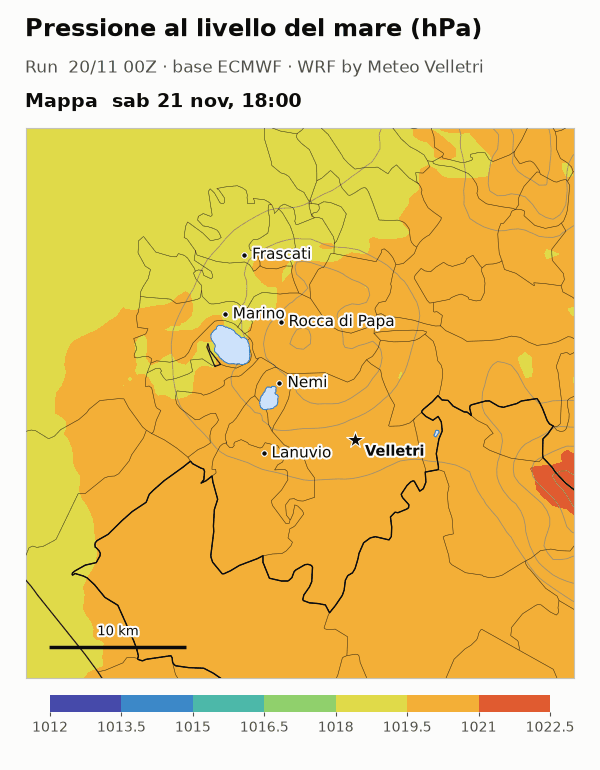 Pressione al livello del mare (hPa)
Run  20/11 00Z · base ECMWF · WRF by Meteo Velletri
Mappa  sab 21 nov, 18:00
Frascati
Marino
Rocca di Papa
Nemi
Velletri
Lanuvio
10 km
1012 1013.5 1015 1016.5 1018 1019.5 1021 1022.5